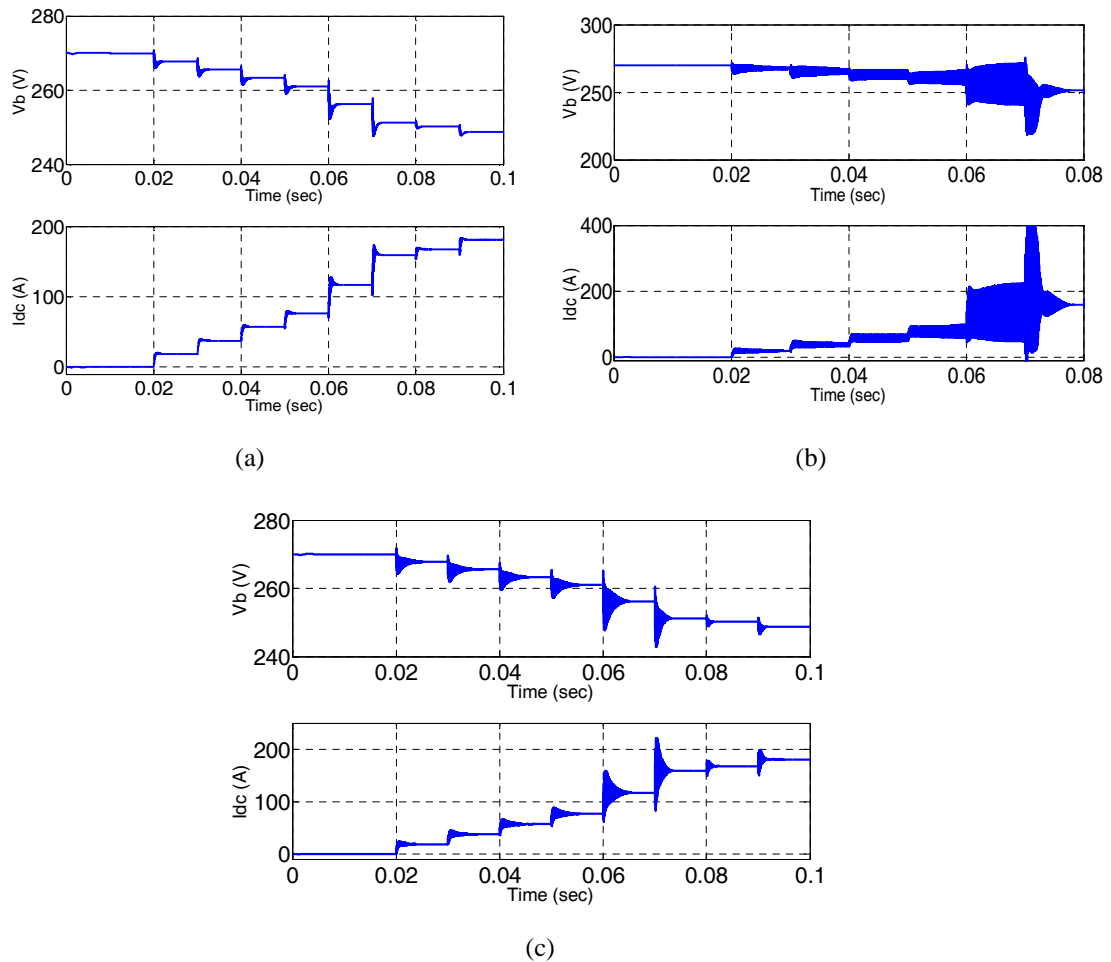 280
260
240
Vb (V)
0 0.02 0.04 0.06 0.08 0.1
Time (sec)
200
100
0
Idc (A)
0 0.02 0.04 0.06 0.08 0.1
Time (sec)
(a)
300
250
200
Vb (V)
0 0.02 0.04 0.06 0.08
Time (sec)
400
200
0
Idc (A)
0 0.02 0.04 0.06 0.08
Time (sec)
(b)
280
260
240
Vb (V)
0 0.02 0.04 0.06 0.08 0.1
Time (sec)
200
100
0
Idc (A)
0 0.02 0.04 0.06 0.08 0.1
Time (sec)
(c)